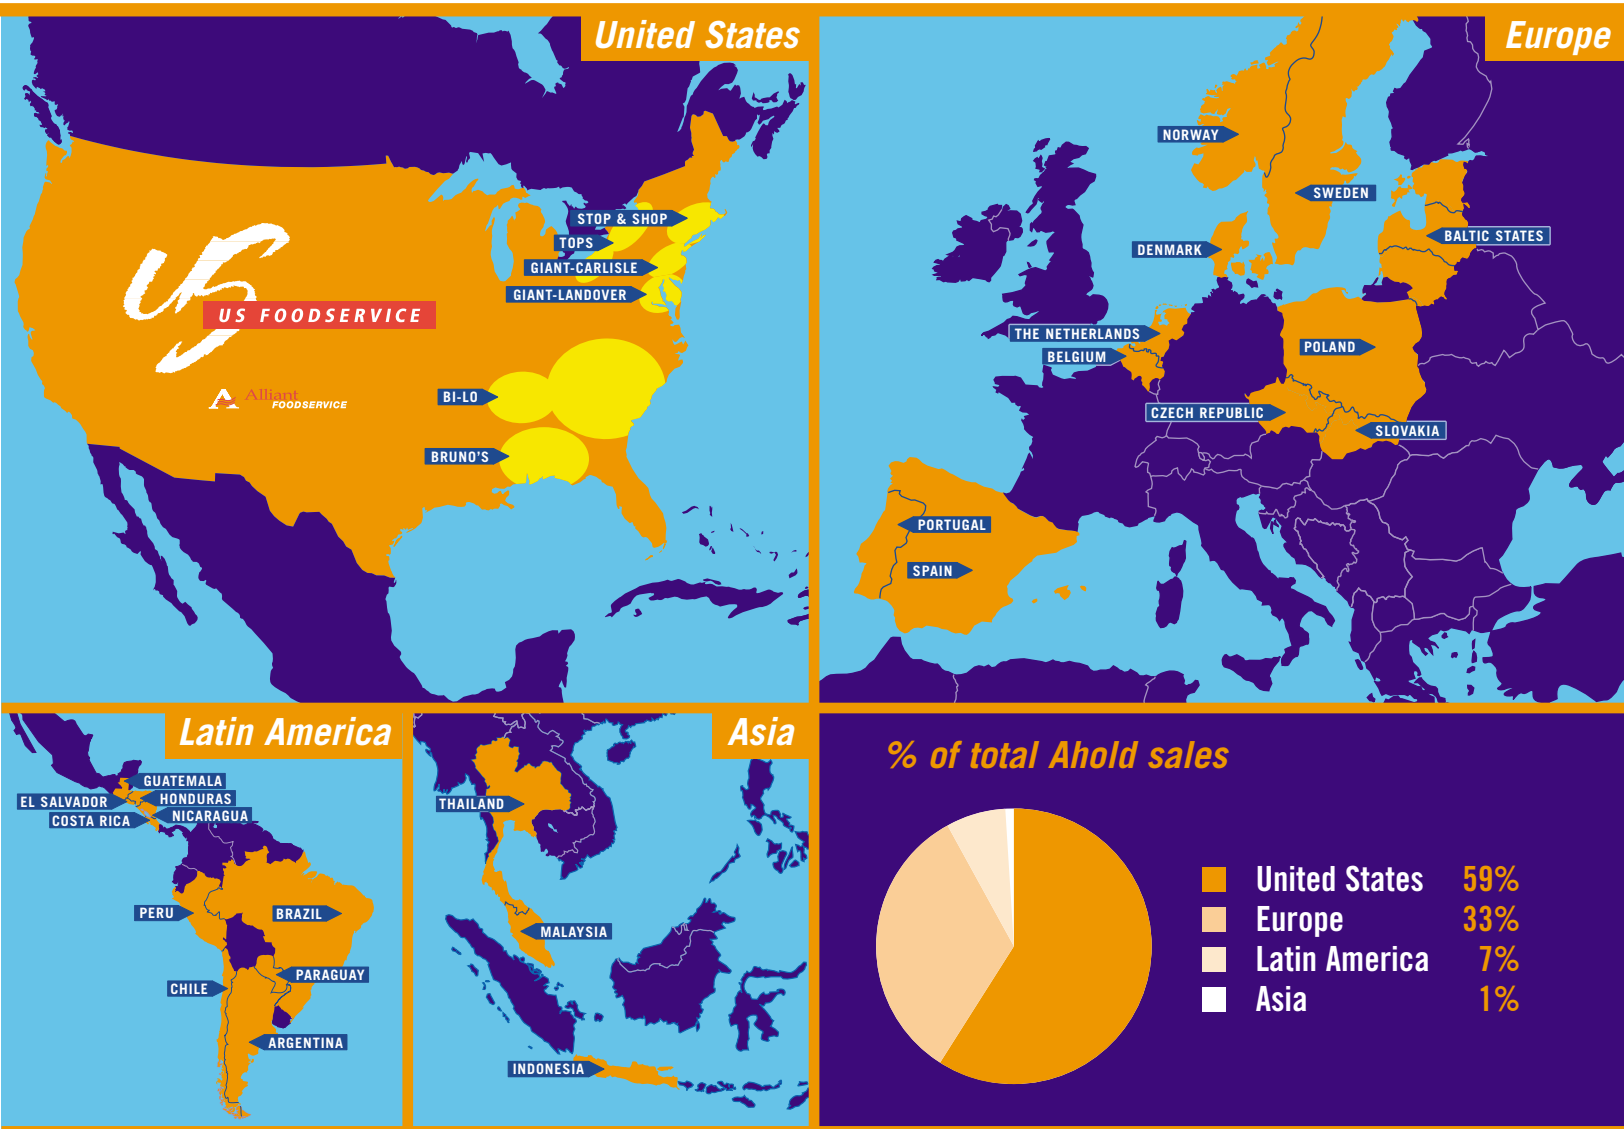 United States
STOP & SHOP
TOPS
GIANT-CARLISLE
GIANT-LANDOVER
US
US FOODSERVICE
Alliant
FOODSERVICE
BI-LO
BRUNO'S
Europe
NORWAY
SWEDEN
BALTIC STATES
DENMARK
THE NETHERLANDS
BELGIUM
POLAND
CZECH REPUBLIC
SLOVAKIA
PORTUGAL
SPAIN
Latin America
GUATEMALA
EL SALVADOR
HONDURAS
COSTA RICA
NICARAGUA
PERU
BRAZIL
PARAGUAY
CHILE
ARGENTINA
Asia
THAILAND
MALAYSIA
INDONESIA
% of total Ahold sales
United States 59%
Europe 33%
Latin America 7%
Asia 1%